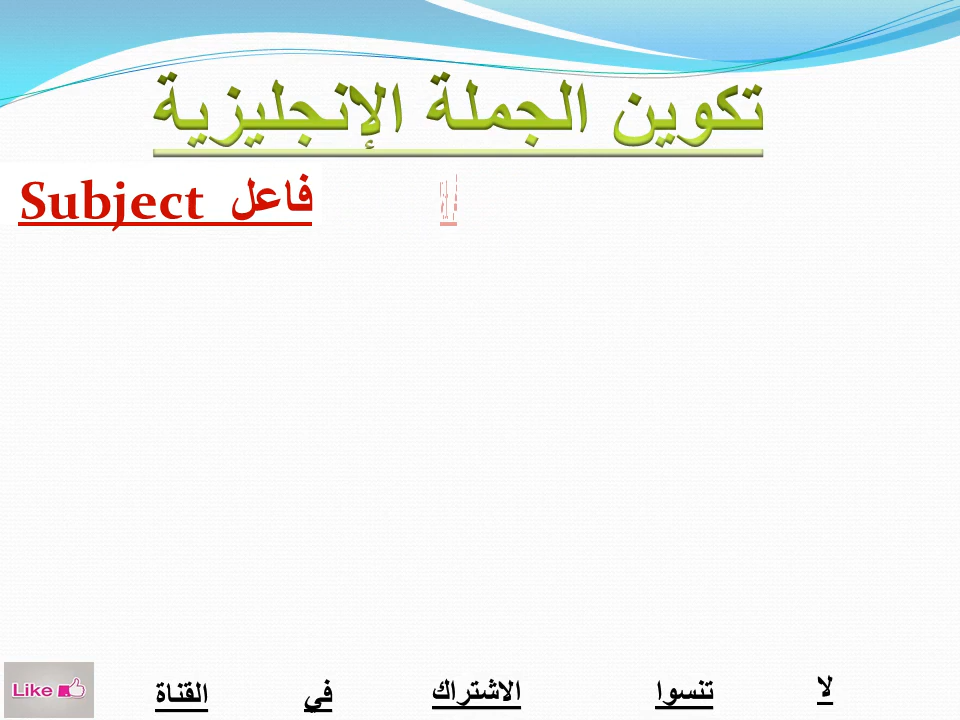 تكوين الجملة الإنجليزية
Subject فاعل
لا تنسوا الاشتراك في القناة
Like